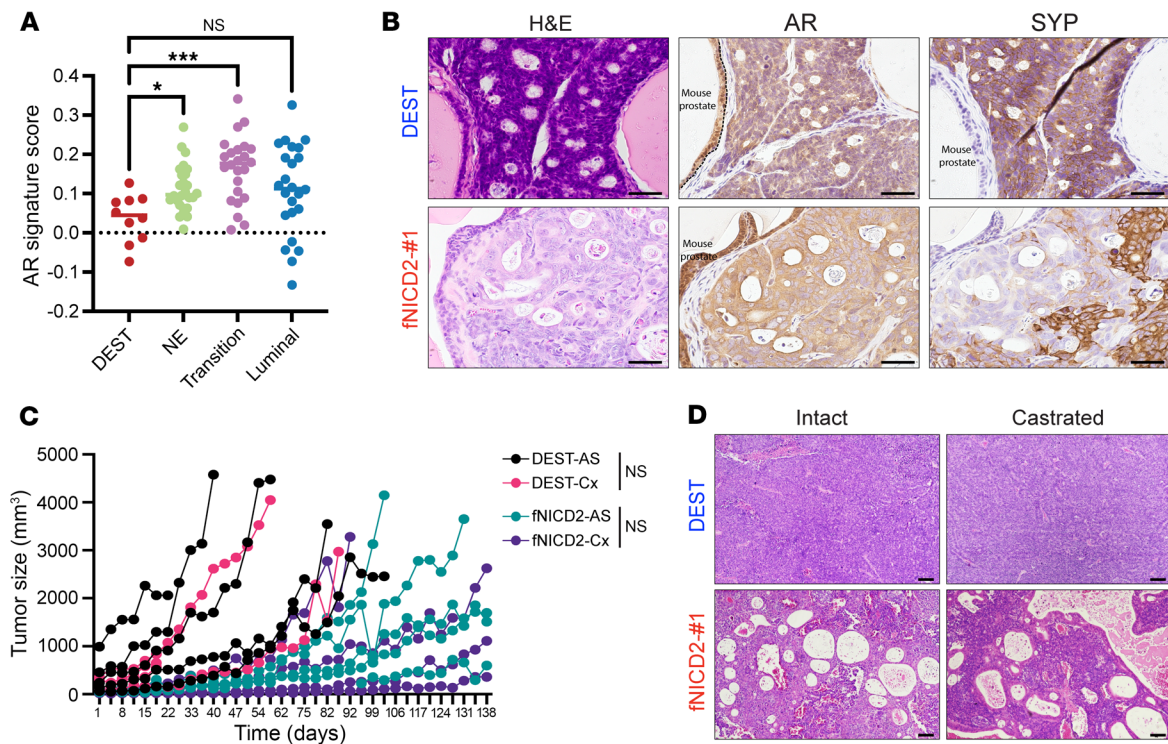 A
NS
***
*
AR signature score
0.4
0.3
0.2
0.1
0.0
-0.1
-0.2
DEST
NE
Transition
Luminal
B
H&E
AR
SYP
DEST
Mouse
prostate
Mouse
prostate
fNICD2-#1
Mouse
prostate
C
Tumor size (mm³)
5000
4000
3000
2000
1000
0
1 8 15 22 33 40 47 54 62 75 82 92 99 106 117 124 131 138
Time (days)
DEST-AS
DEST-Cx
NS
fNICD2-AS
fNICD2-Cx
NS
D
Intact
Castrated
DEST
fNICD2-#1